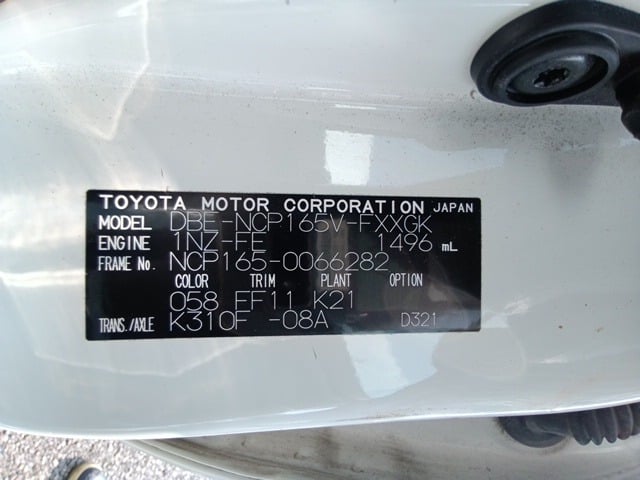 TOYOTA MOTOR CORPORATION JAPAN
MODEL DBE-NCP165V-FXXGK
ENGINE 1NZ-FE 1496 mL
FRAME No. NCP165-0066282
COLOR TRIM PLANT OPTION
058 FF11 K21
TRANS./AXLE K310F -08A D321